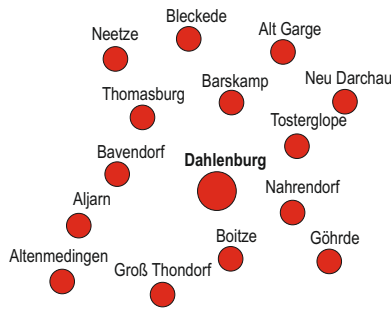 Bleckede
Neetze
Alt Garge
Barskamp
Neu Darchau
Thomasburg
Tosterglope
Bavendorf
Dahlenburg
Nahrendorf
Aljarn
Boitze
Göhrde
Altenmedingen
Groß Thondorf